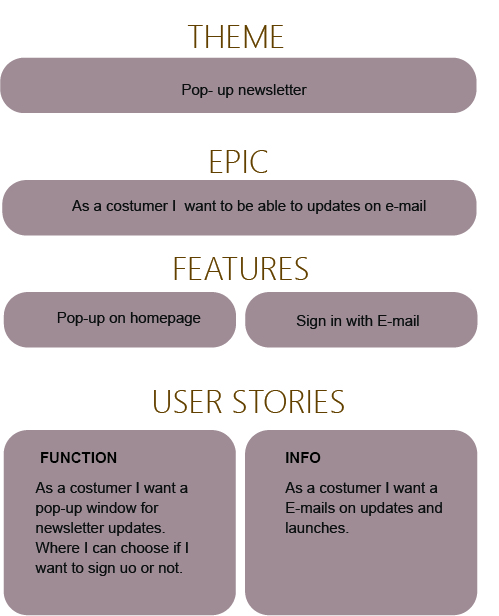 THEME
Pop- up newsletter
EPIC
As a costumer I  want to be able to updates on e-mail
FEATURES
Pop-up on homepage
Sign in with E-mail
USER STORIES
FUNCTION
As a costumer I want a
pop-up window for
newsletter updates.
Where I can choose if I
want to sign uo or not.
INFO
As a costumer I want a
E-mails on updates and
launches.